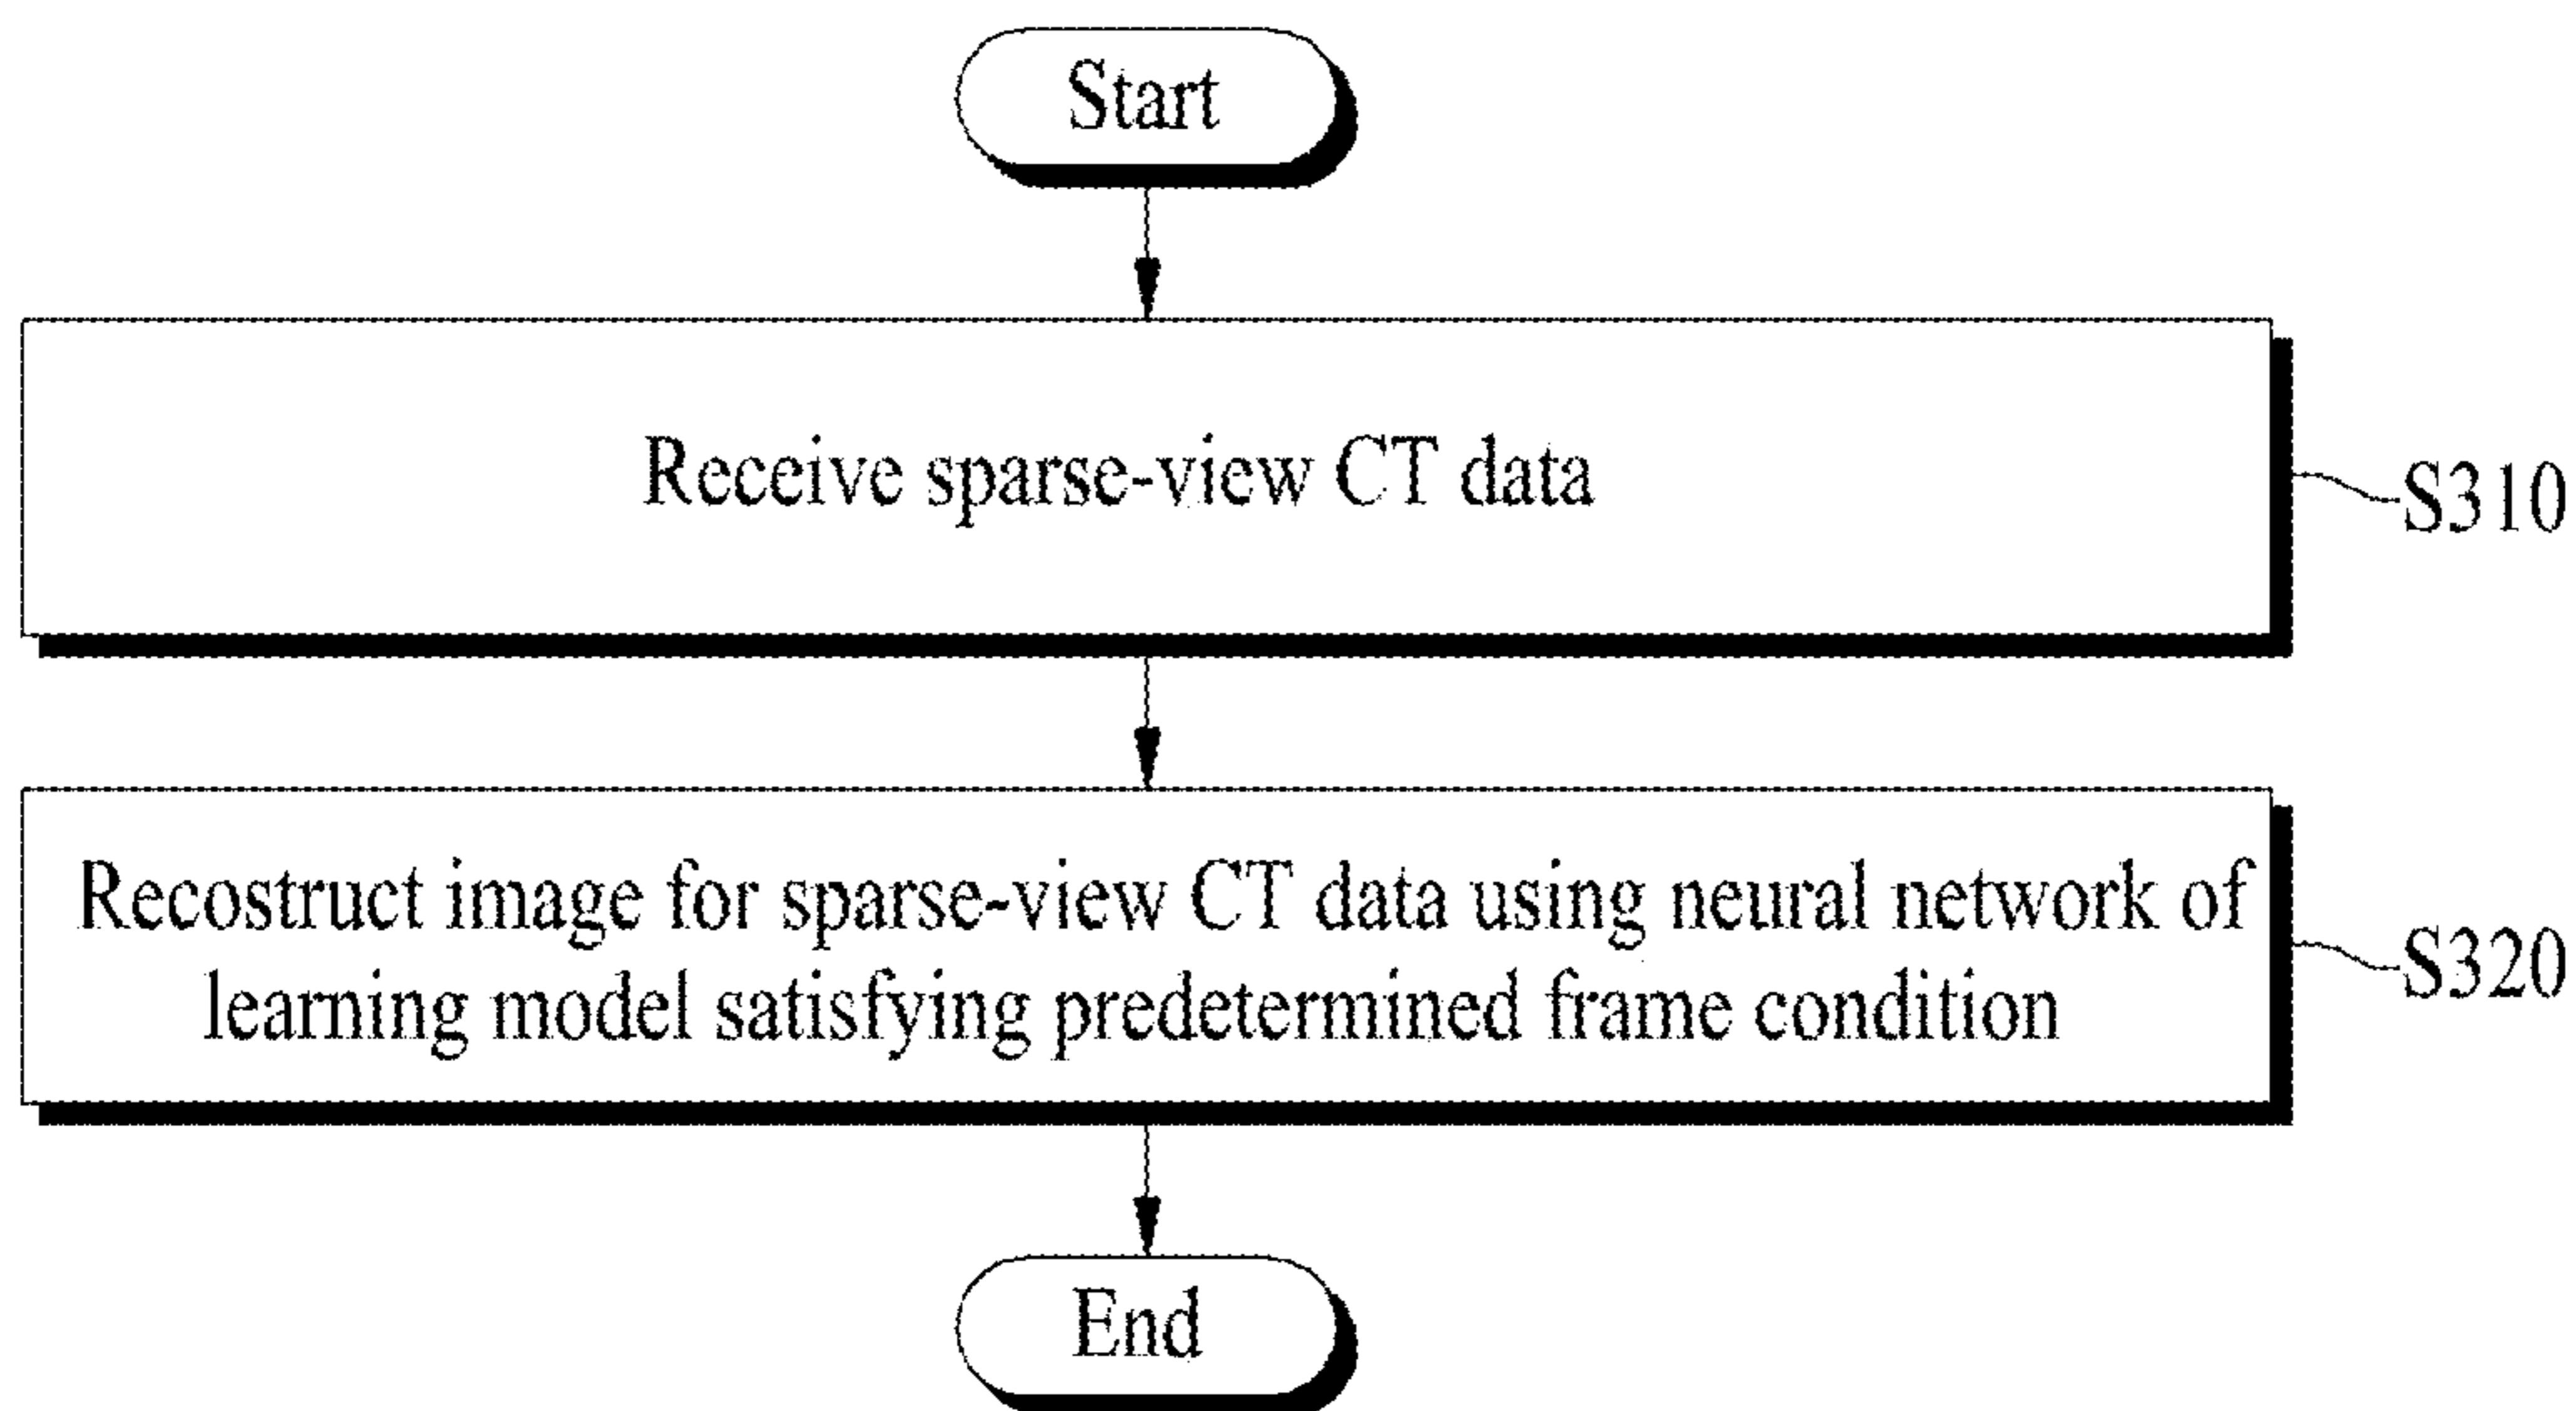 Start
Receive sparse-view CT data
S310
Recostruct image for sparse-view CT data using neural network of
learning model satisfying predetermined frame condition
S320
End